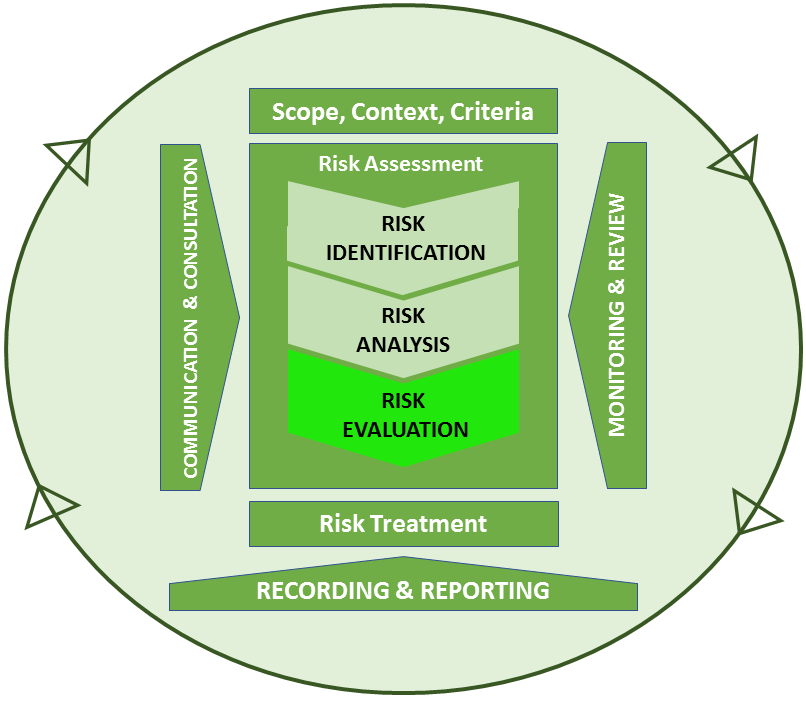 Scope, Context, Criteria
Risk Assessment
RISK
IDENTIFICATION
RISK
ANALYSIS
RISK
EVALUATION
COMMUNICATION & CONSULTATION
MONITORING & REVIEW
Risk Treatment
RECORDING & REPORTING